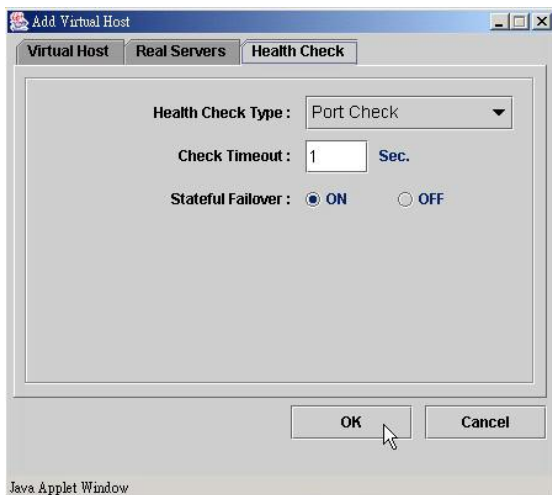 Add Virtual Host
Virtual Host Real Servers Health Check
Health Check Type : Port Check
Check Timeout : 1 Sec.
Stateful Failover : ON OFF
OK Cancel
Java Applet Window